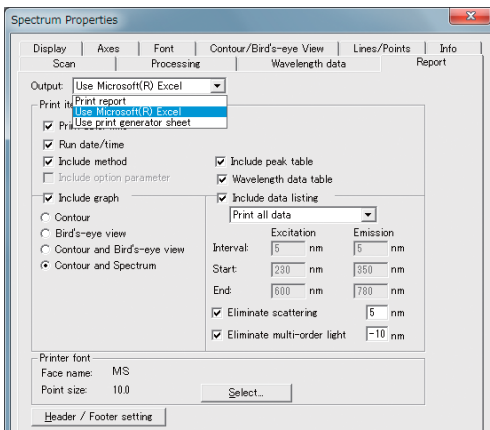 Spectrum Properties
Display Axes Font Contour/Bird's-eye View Lines/Points Info
Scan Processing Wavelength data Report
Output: Use Microsoft(R) Excel
Print report
Use Microsoft(R) Excel
Use print generator sheet
Print
Run date/time
Include method
Include peak table
Include option parameter
Wavelength data table
Include graph
Include data listing
Contour
Print all data
Bird's-eye view
Excitation Emission
Contour and Bird's-eye view
Interval: 5 nm 5 nm
Contour and Spectrum
Start: 230 nm 350 nm
End: 600 nm 780 nm
Eliminate scattering 5 nm
Eliminate multi-order light -10 nm
Printer font
Face name: MS
Point size: 10.0 Select...
Header / Footer setting